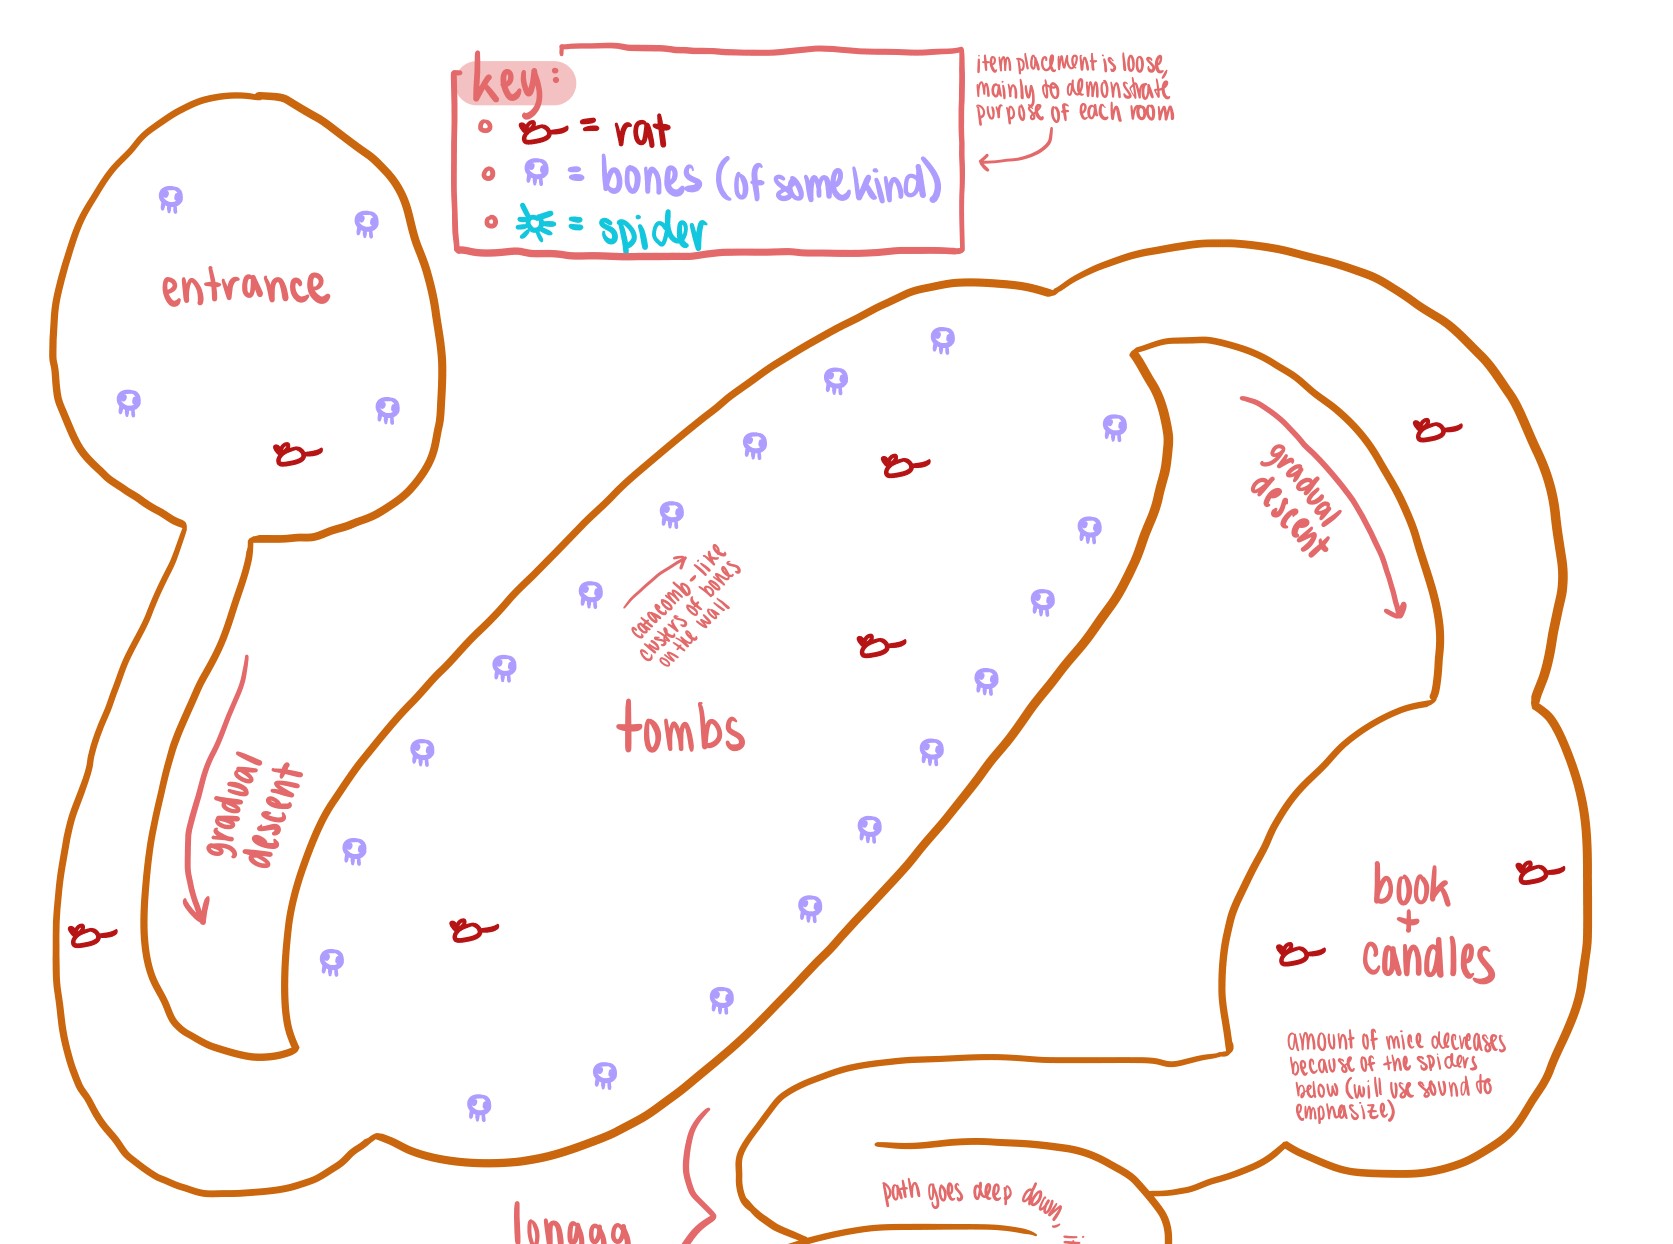 key:
= rat
= bones (of some kind)
= spider
item placement is loose,
mainly to demonstrate
purpose of each room
entrance
gradual
descent
catacomb-like
clusters of bones
on the wall
tombs
gradual
descent
book
+
candles
amount of mice decreases
because of the spiders
below (will use sound to
emphasize)
path goes deep down,
longgg